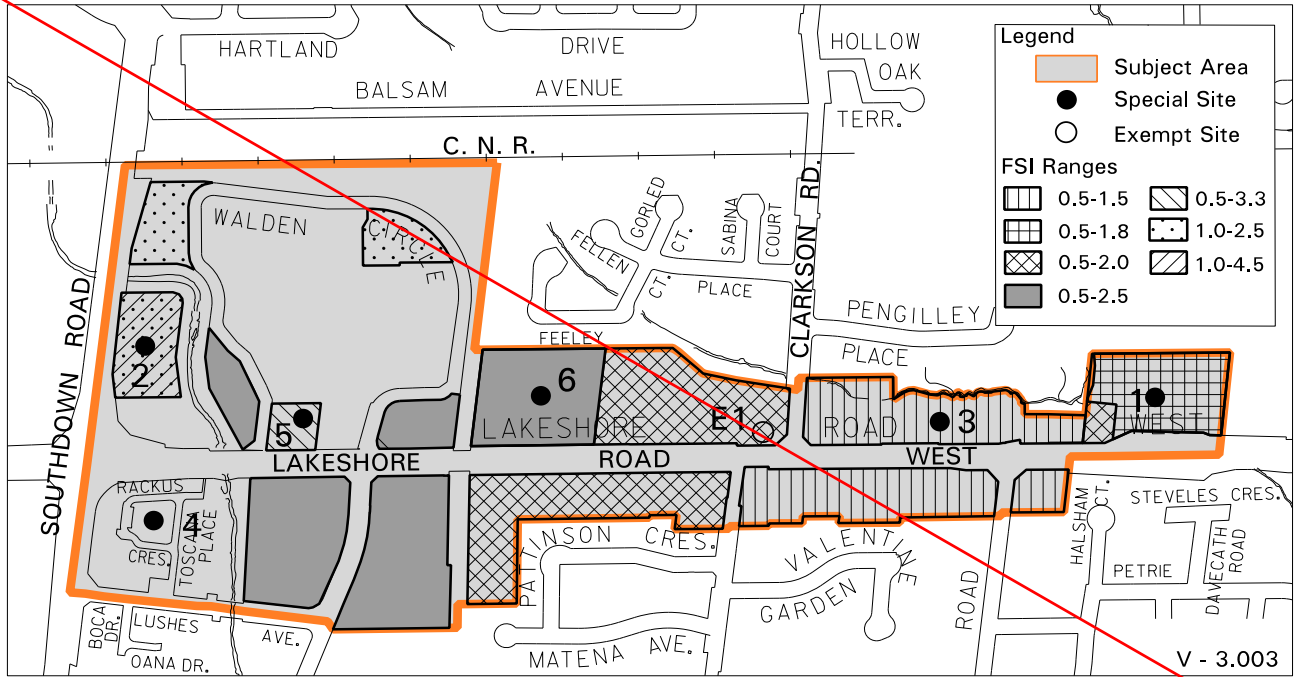 HARTLAND DRIVE
BALSAM AVENUE
HOLLOW
OAK
TERR.
C. N. R.
Legend
Subject Area
Special Site
Exempt Site
FSI Ranges
0.5-1.5
0.5-1.8
0.5-2.0
0.5-2.5
0.5-3.3
1.0-2.5
1.0-4.5
WALDEN CIRCLE
GORLED
CT.
SABINA
COURT
FELLEN
CT.
PLACE
CLARKSON RD.
PENGILLEY
PLACE
FEELEY
SOUTHDOWN ROAD
2
5
6
E1
3
1
LAKESHORE ROAD WEST
LAKESHORE ROAD WEST
RACKUS
CRES.
4
TOSCANA
PLACE
BOCA
DR.
LUSHES AVE.
OANA DR.
PATTINSON CRES.
MATENA AVE.
VALENTINE
GARDEN
ROAD
HALSHAM
CT.
STEVELES CRES.
PETRIE
DAVECATH
ROAD
V - 3.003